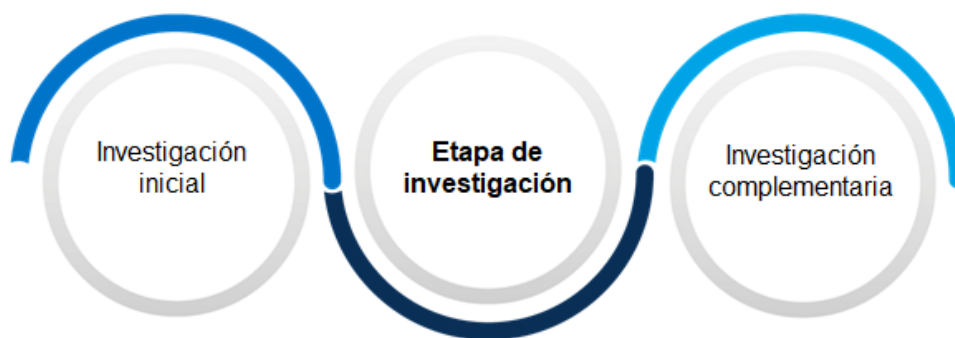 Investigación
inicial
Etapa de
investigación
Investigación
complementaria